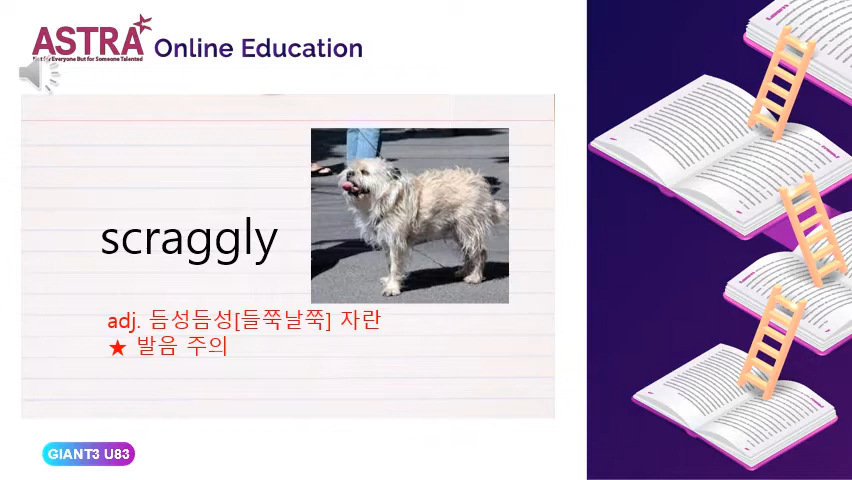 ASTRA
Online Education
scraggly
adj. 듬성듬성[들쭉날쭉] 자란
★ 발음 주의
GIANT3 U83